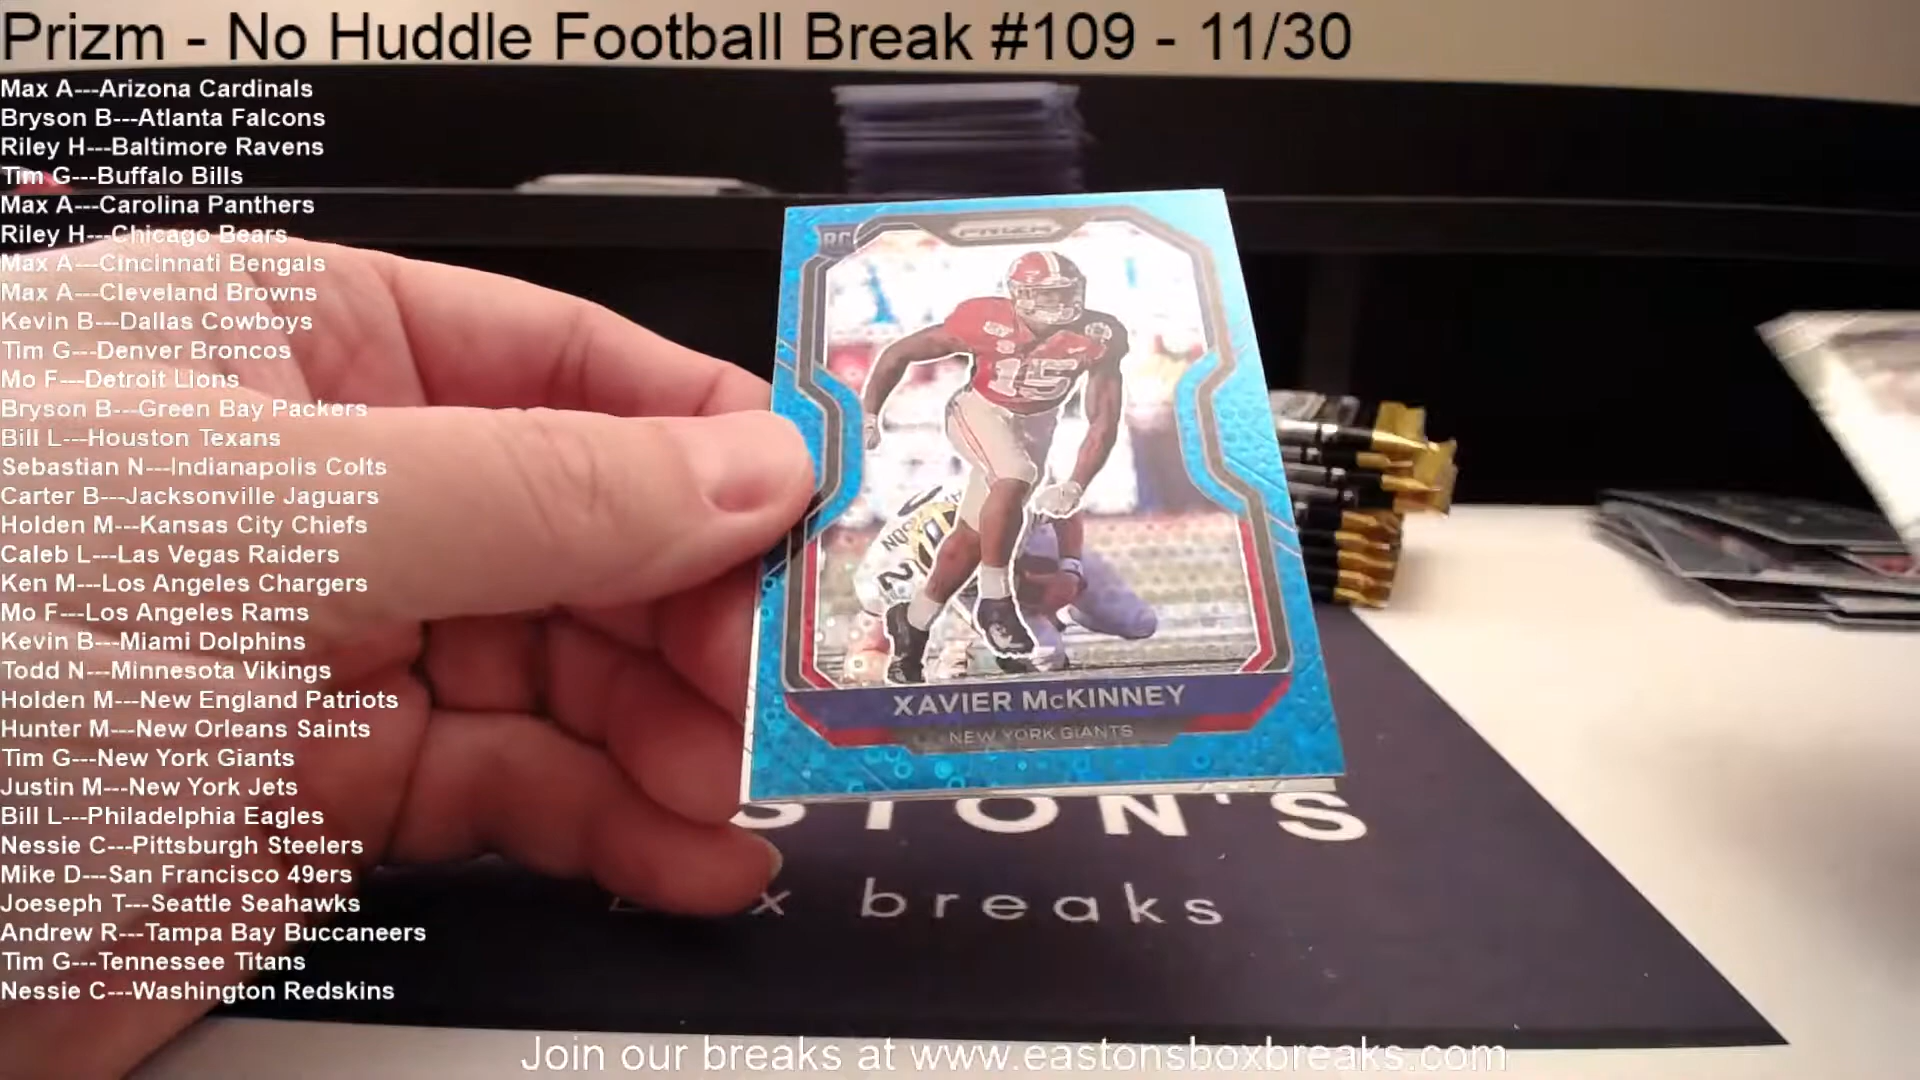 Prizm - No Huddle Football Break #109 - 11/30
Max A---Arizona Cardinals
Bryson B---Atlanta Falcons
Riley H---Baltimore Ravens
Tim G---Buffalo Bills
Max A---Carolina Panthers
Riley H---Chicago Bears
Max A---Cincinnati Bengals
Max A---Cleveland Browns
Kevin B---Dallas Cowboys
Tim G---Denver Broncos
Mo F---Detroit Lions
Bryson B---Green Bay Packers
Bill L---Houston Texans
Sebastian N---Indianapolis Colts
Carter B---Jacksonville Jaguars
Holden M---Kansas City Chiefs
Caleb L---Las Vegas Raiders
Ken M---Los Angeles Chargers
Mo F---Los Angeles Rams
Kevin B---Miami Dolphins
Todd N---Minnesota Vikings
Holden M---New England Patriots
Hunter M---New Orleans Saints
Tim G---New York Giants
Justin M---New York Jets
Bill L---Philadelphia Eagles
Nessie C---Pittsburgh Steelers
Mike D---San Francisco 49ers
Joeseph T---Seattle Seahawks
Andrew R---Tampa Bay Buccaneers
Tim G---Tennessee Titans
Nessie C---Washington Redskins
RC
PRIZM
15
XAVIER McKINNEY
NEW YORK GIANTS
STON'S
x breaks
Join our breaks at www.eastonsboxbreaks.com